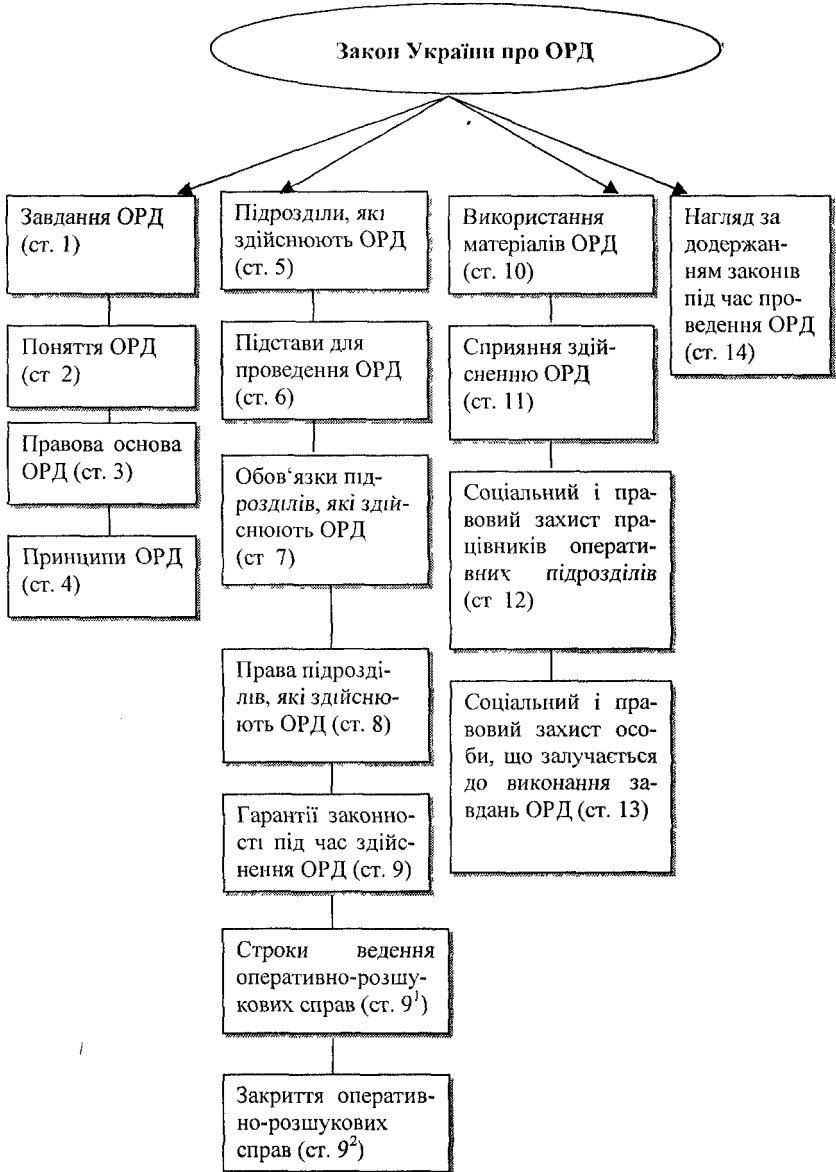 Закон України про ОРД
Завдання ОРД
(ст. 1)
Поняття ОРД
(ст 2)
Правова основа
ОРД (ст. 3)
Принципи ОРД
(ст. 4)
Підрозділи, які
здійснюють ОРД
(ст. 5)
Підстави для
проведення ОРД
(ст. 6)
Обов‘язки під-
розділів, які здій-
снюють ОРД
(ст 7)
Права підрозді-
лів, які здійсню-
ють ОРД (ст. 8)
Гарантії законно-
сті під час здійс-
нення ОРД (ст. 9)
Строки ведення
оперативно-розшу-
кових справ (ст. 9¹)
Закриття оператив-
но-розшукових
справ (ст. 9²)
Використання
матеріалів ОРД
(ст. 10)
Сприяння здій-
сненню ОРД
(ст. 11)
Соціальний і пра-
вовий захист пра-
цівників операти-
вних підрозділів
(ст 12)
Соціальний і пра-
вовий захист осо-
би, що залучається
до виконання за-
вдань ОРД (ст. 13)
Нагляд за
додержан-
ням законів
під час про-
ведення ОРД
(ст. 14)